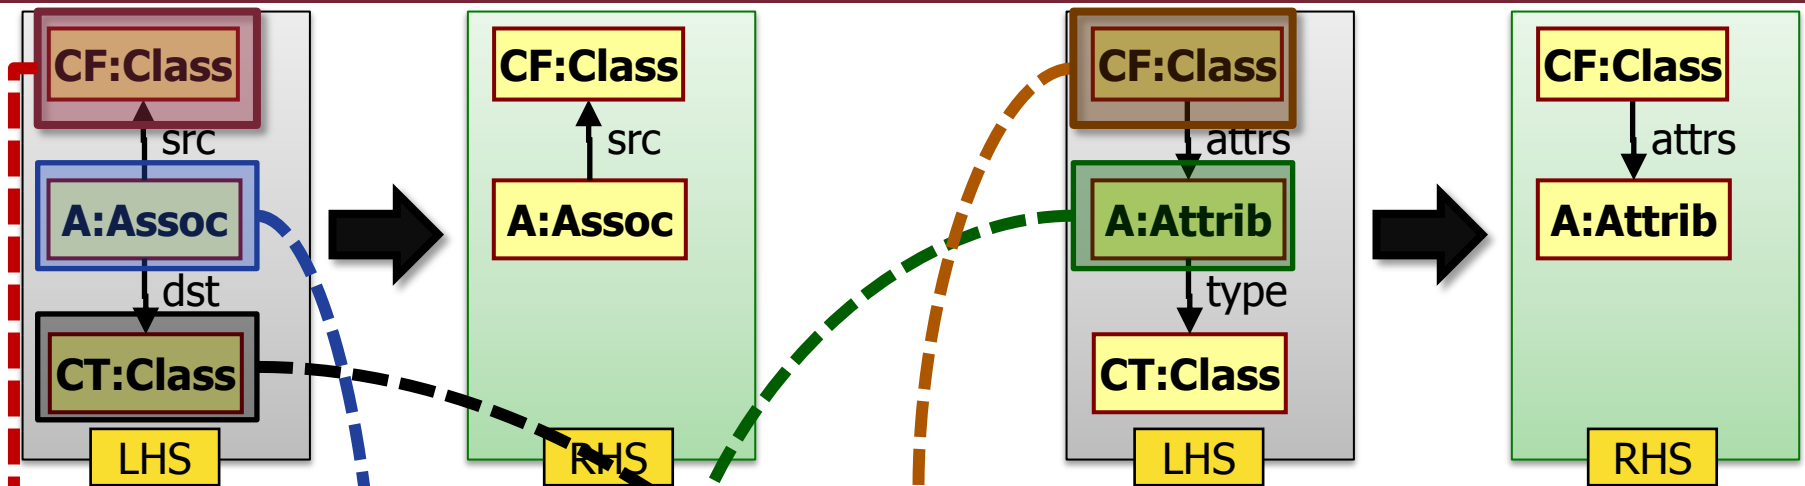 CF:Class
src
A:Assoc
dst
CT:Class
LHS
CF:Class
src
A:Assoc
RHS
CF:Class
attrs
A:Attrib
type
CT:Class
LHS
CF:Class
attrs
A:Attrib
RHS